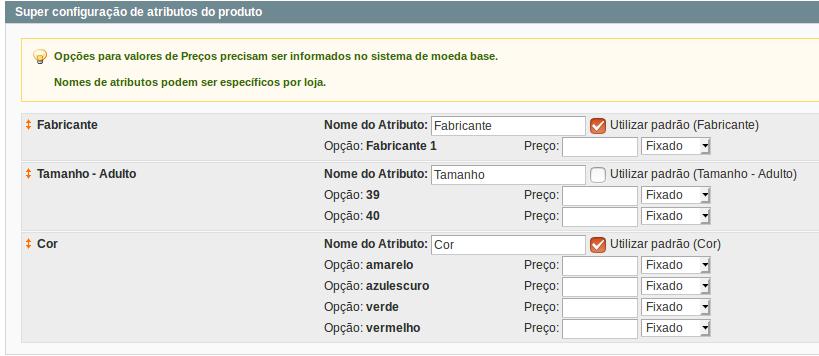 Super configuração de atributos do produto
Opções para valores de Preços precisam ser informados no sistema de moeda base.
Nomes de atributos podem ser específicos por loja.
Fabricante Nome do Atributo: Fabricante Utilizar padrão (Fabricante)
Opção: Fabricante 1 Preço: Fixado
Tamanho - Adulto Nome do Atributo: Tamanho Utilizar padrão (Tamanho - Adulto)
Opção: 39 Preço: Fixado
Opção: 40 Preço: Fixado
Cor Nome do Atributo: Cor Utilizar padrão (Cor)
Opção: amarelo Preço: Fixado
Opção: azulescuro Preço: Fixado
Opção: verde Preço: Fixado
Opção: vermelho Preço: Fixado